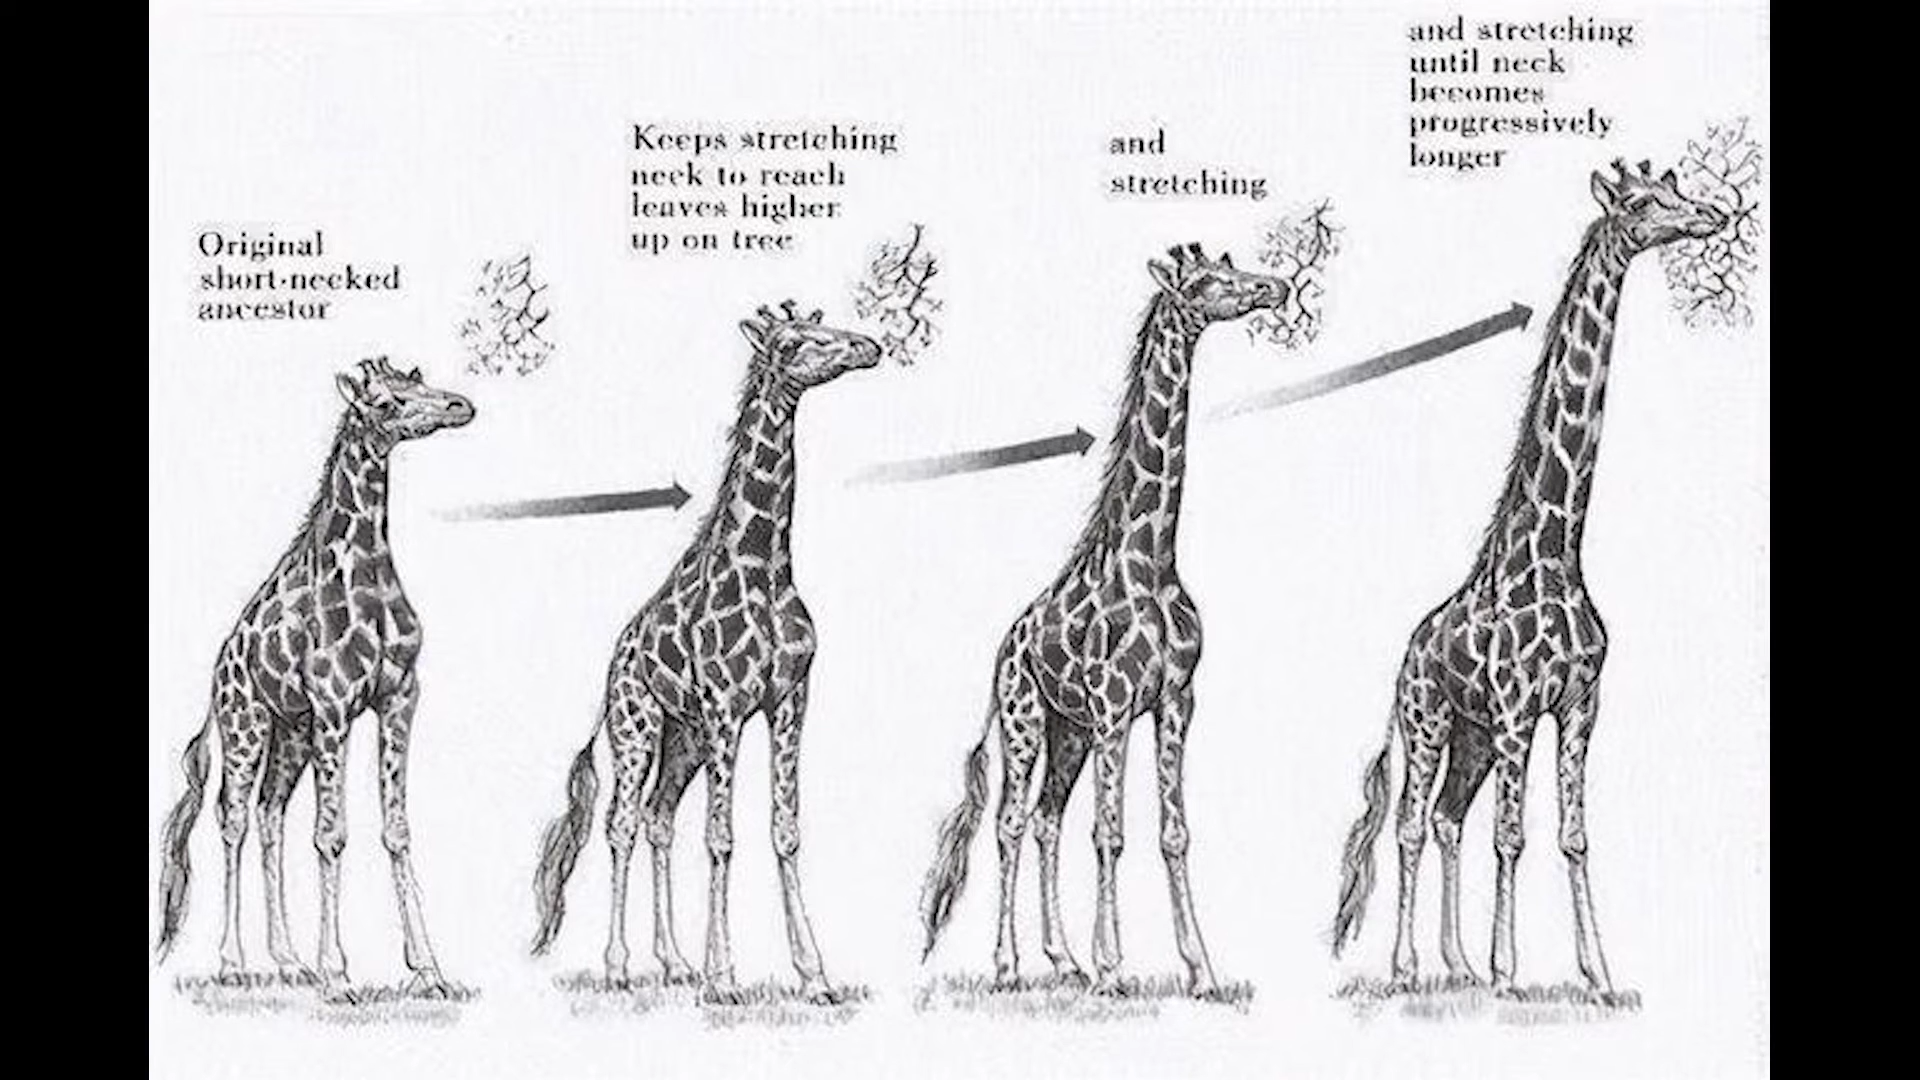 Original
short-necked
ancestor
Keeps stretching
neck to reach
leaves higher
up on tree
and
stretching
and stretching
until neck
becomes
progressively
longer